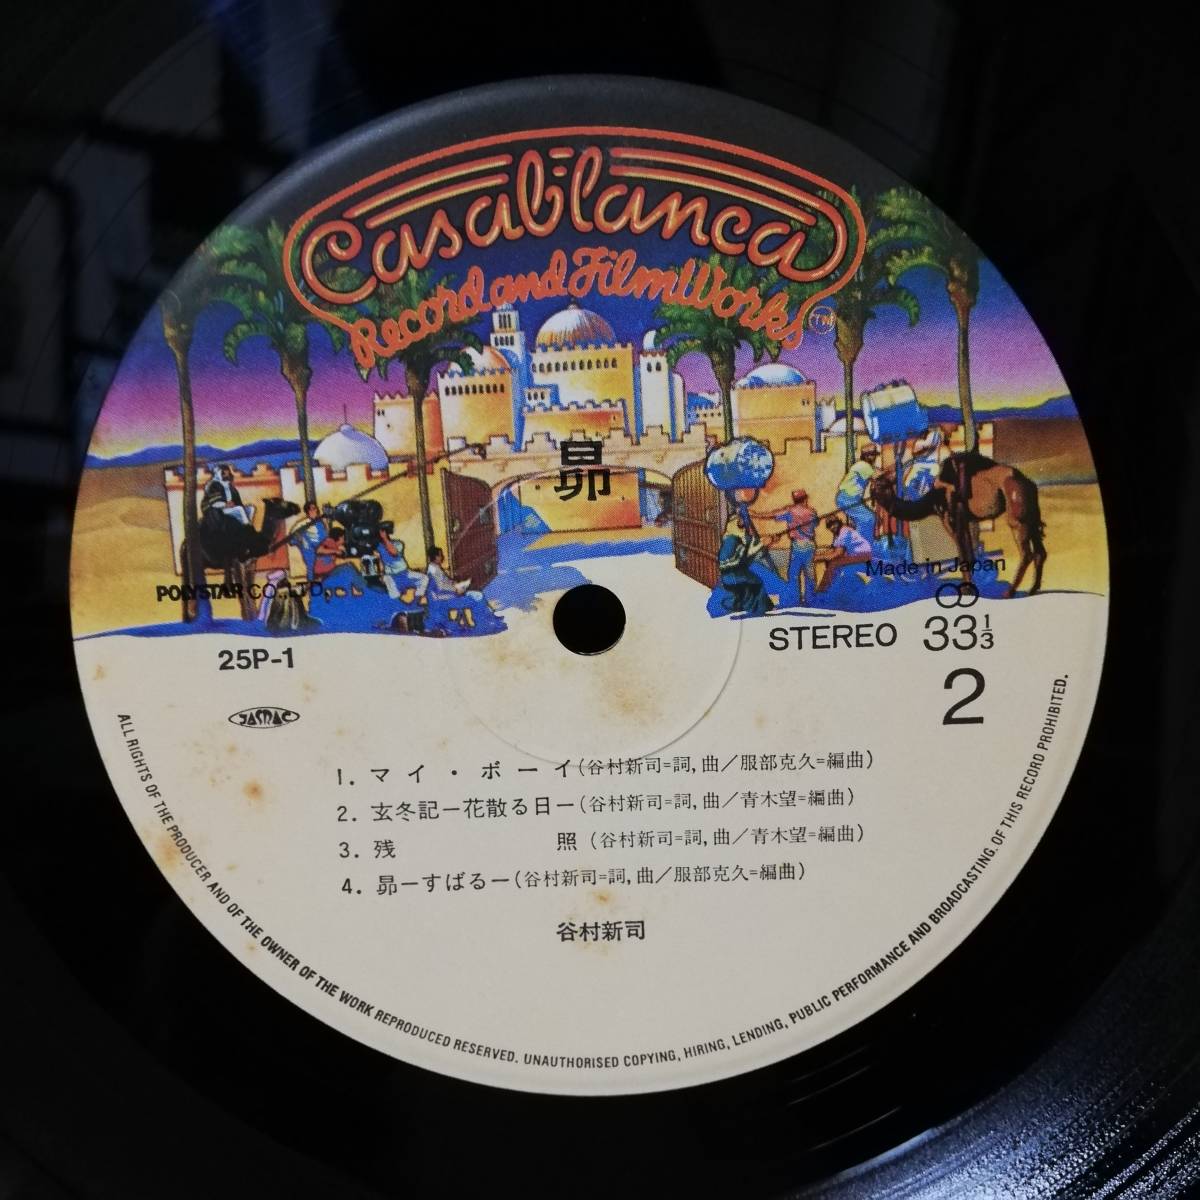 Casablanca
Record and FilmWorks™
昴
Made in Japan
POLYSTAR CO., LTD.
STEREO 33 1/3
25P-1
2
JASRAC
1. マイ・ボーイ(谷村新司=詞,曲/服部克久=編曲)
2. 玄冬記ー花散る日ー(谷村新司=詞,曲/青木望=編曲)
3. 残照(谷村新司=詞,曲/青木望=編曲)
4. 昴ーすばるー(谷村新司=詞,曲/服部克久=編曲)
谷村新司
ALL RIGHTS OF THE PRODUCER AND OF THE OWNER OF THE WORK REPRODUCED RESERVED. UNAUTHORISED COPYING, HIRING, LENDING, PUBLIC PERFORMANCE AND BROADCASTING. OF THIS RECORD PROHIBITED.